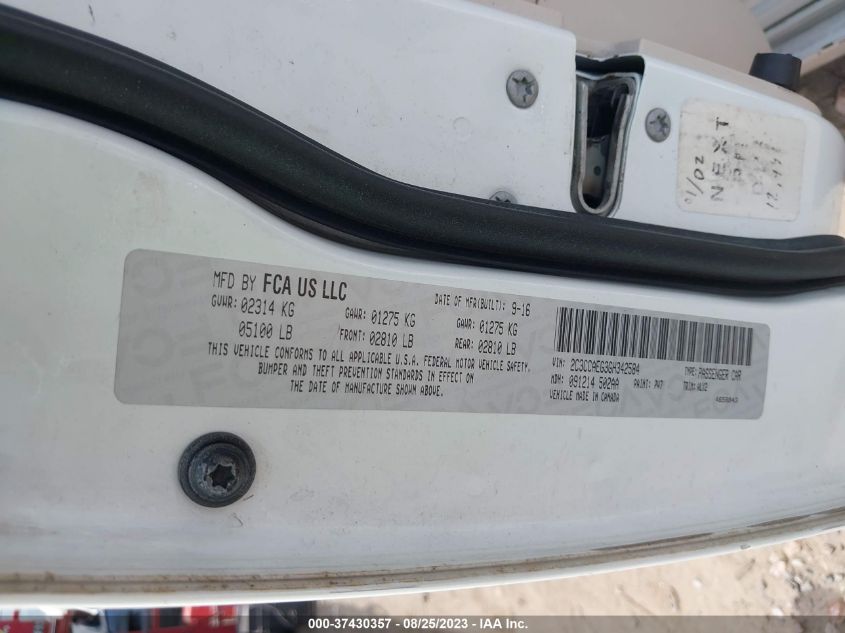 MFD BY FCA US LLC
DATE OF MFR(BUILT): 9-16
GVWR: 02314 KG
GAWR: 01275 KG
GAWR: 01275 KG
05100 LB
/FRONT: 02810 LB
REAR: 02810 LB
THIS VEHICLE CONFORMS TO ALL APPLICABLE U.S.A. FEDERAL MOTOR VEHICLE SAFETY,
BUMPER AND THEFT PREVENTION STANDARDS IN EFFECT ON
THE DATE OF MANUFACTURE SHOWN ABOVE.
VIN: 2C3CCAEG3GH342584
TYPE: PASSENGER CAR
MDH: 091214 502AA
PAINT: PW7
VEHICLE MADE IN CANADA
10/02
NEXT
000-37430357 - 08/25/2023 - IAA Inc.